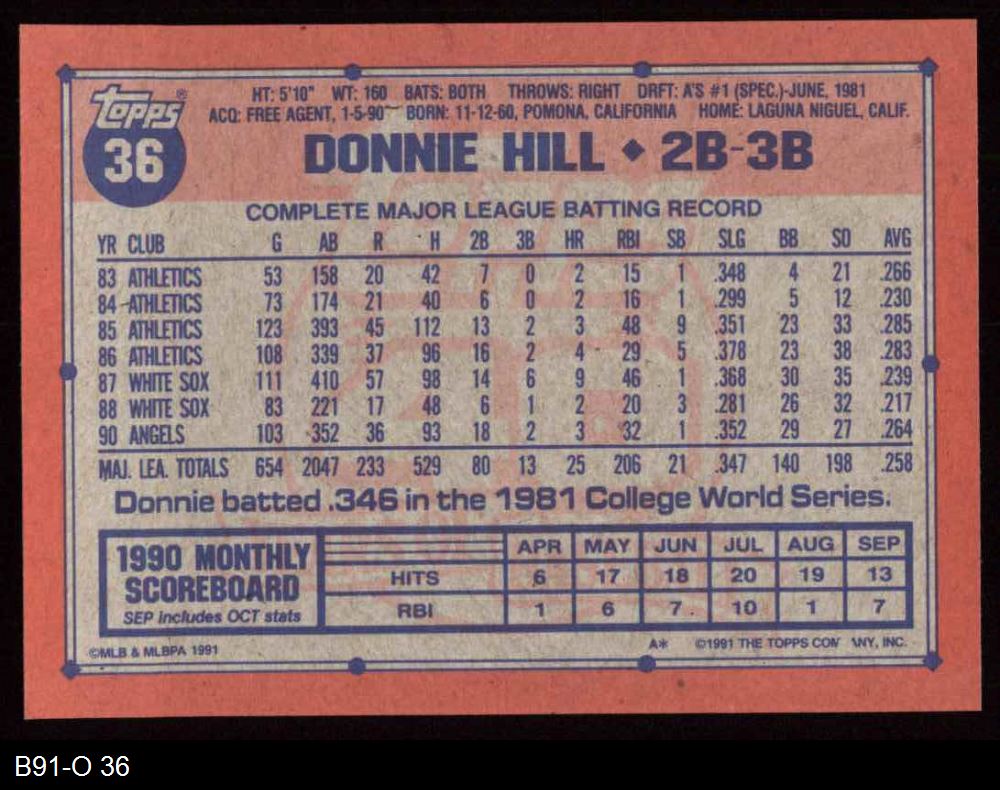 Topps®
36
HT: 5'10" WT: 160 BATS: BOTH THROWS: RIGHT DRFT: A'S #1 (SPEC.)-JUNE, 1981
ACQ: FREE AGENT, 1-5-90 BORN: 11-12-60, POMONA, CALIFORNIA HOME: LAGUNA NIGUEL, CALIF.
DONNIE HILL ◆ 2B-3B
COMPLETE MAJOR LEAGUE BATTING RECORD
YR CLUB G AB R H 2B 3B HR RBI SB SLG BB SO AVG
83 ATHLETICS 53 158 20 42 7 0 2 15 1 .348 4 21 .266
84 ATHLETICS 73 174 21 40 6 0 2 16 1 .299 5 12 .230
85 ATHLETICS 123 393 45 112 13 2 3 48 9 .351 23 33 .285
86 ATHLETICS 108 339 37 96 16 2 4 29 5 .378 23 38 .283
87 WHITE SOX 111 410 57 98 14 6 9 46 1 .368 30 35 .239
88 WHITE SOX 83 221 17 48 6 1 2 20 3 .281 26 32 .217
90 ANGELS 103 352 36 93 18 2 3 32 1 .352 29 27 .264
MAJ. LEA. TOTALS 654 2047 233 529 80 13 25 206 21 .347 140 198 .258
Donnie batted .346 in the 1981 College World Series.
1990 MONTHLY SCOREBOARD
SEP includes OCT stats
APR MAY JUN JUL AUG SEP
HITS 6 17 18 20 19 13
RBI 1 6 7 10 1 7
©MLB & MLBPA 1991 A* ©1991 THE TOPPS COM ANY, INC.
B91-O 36